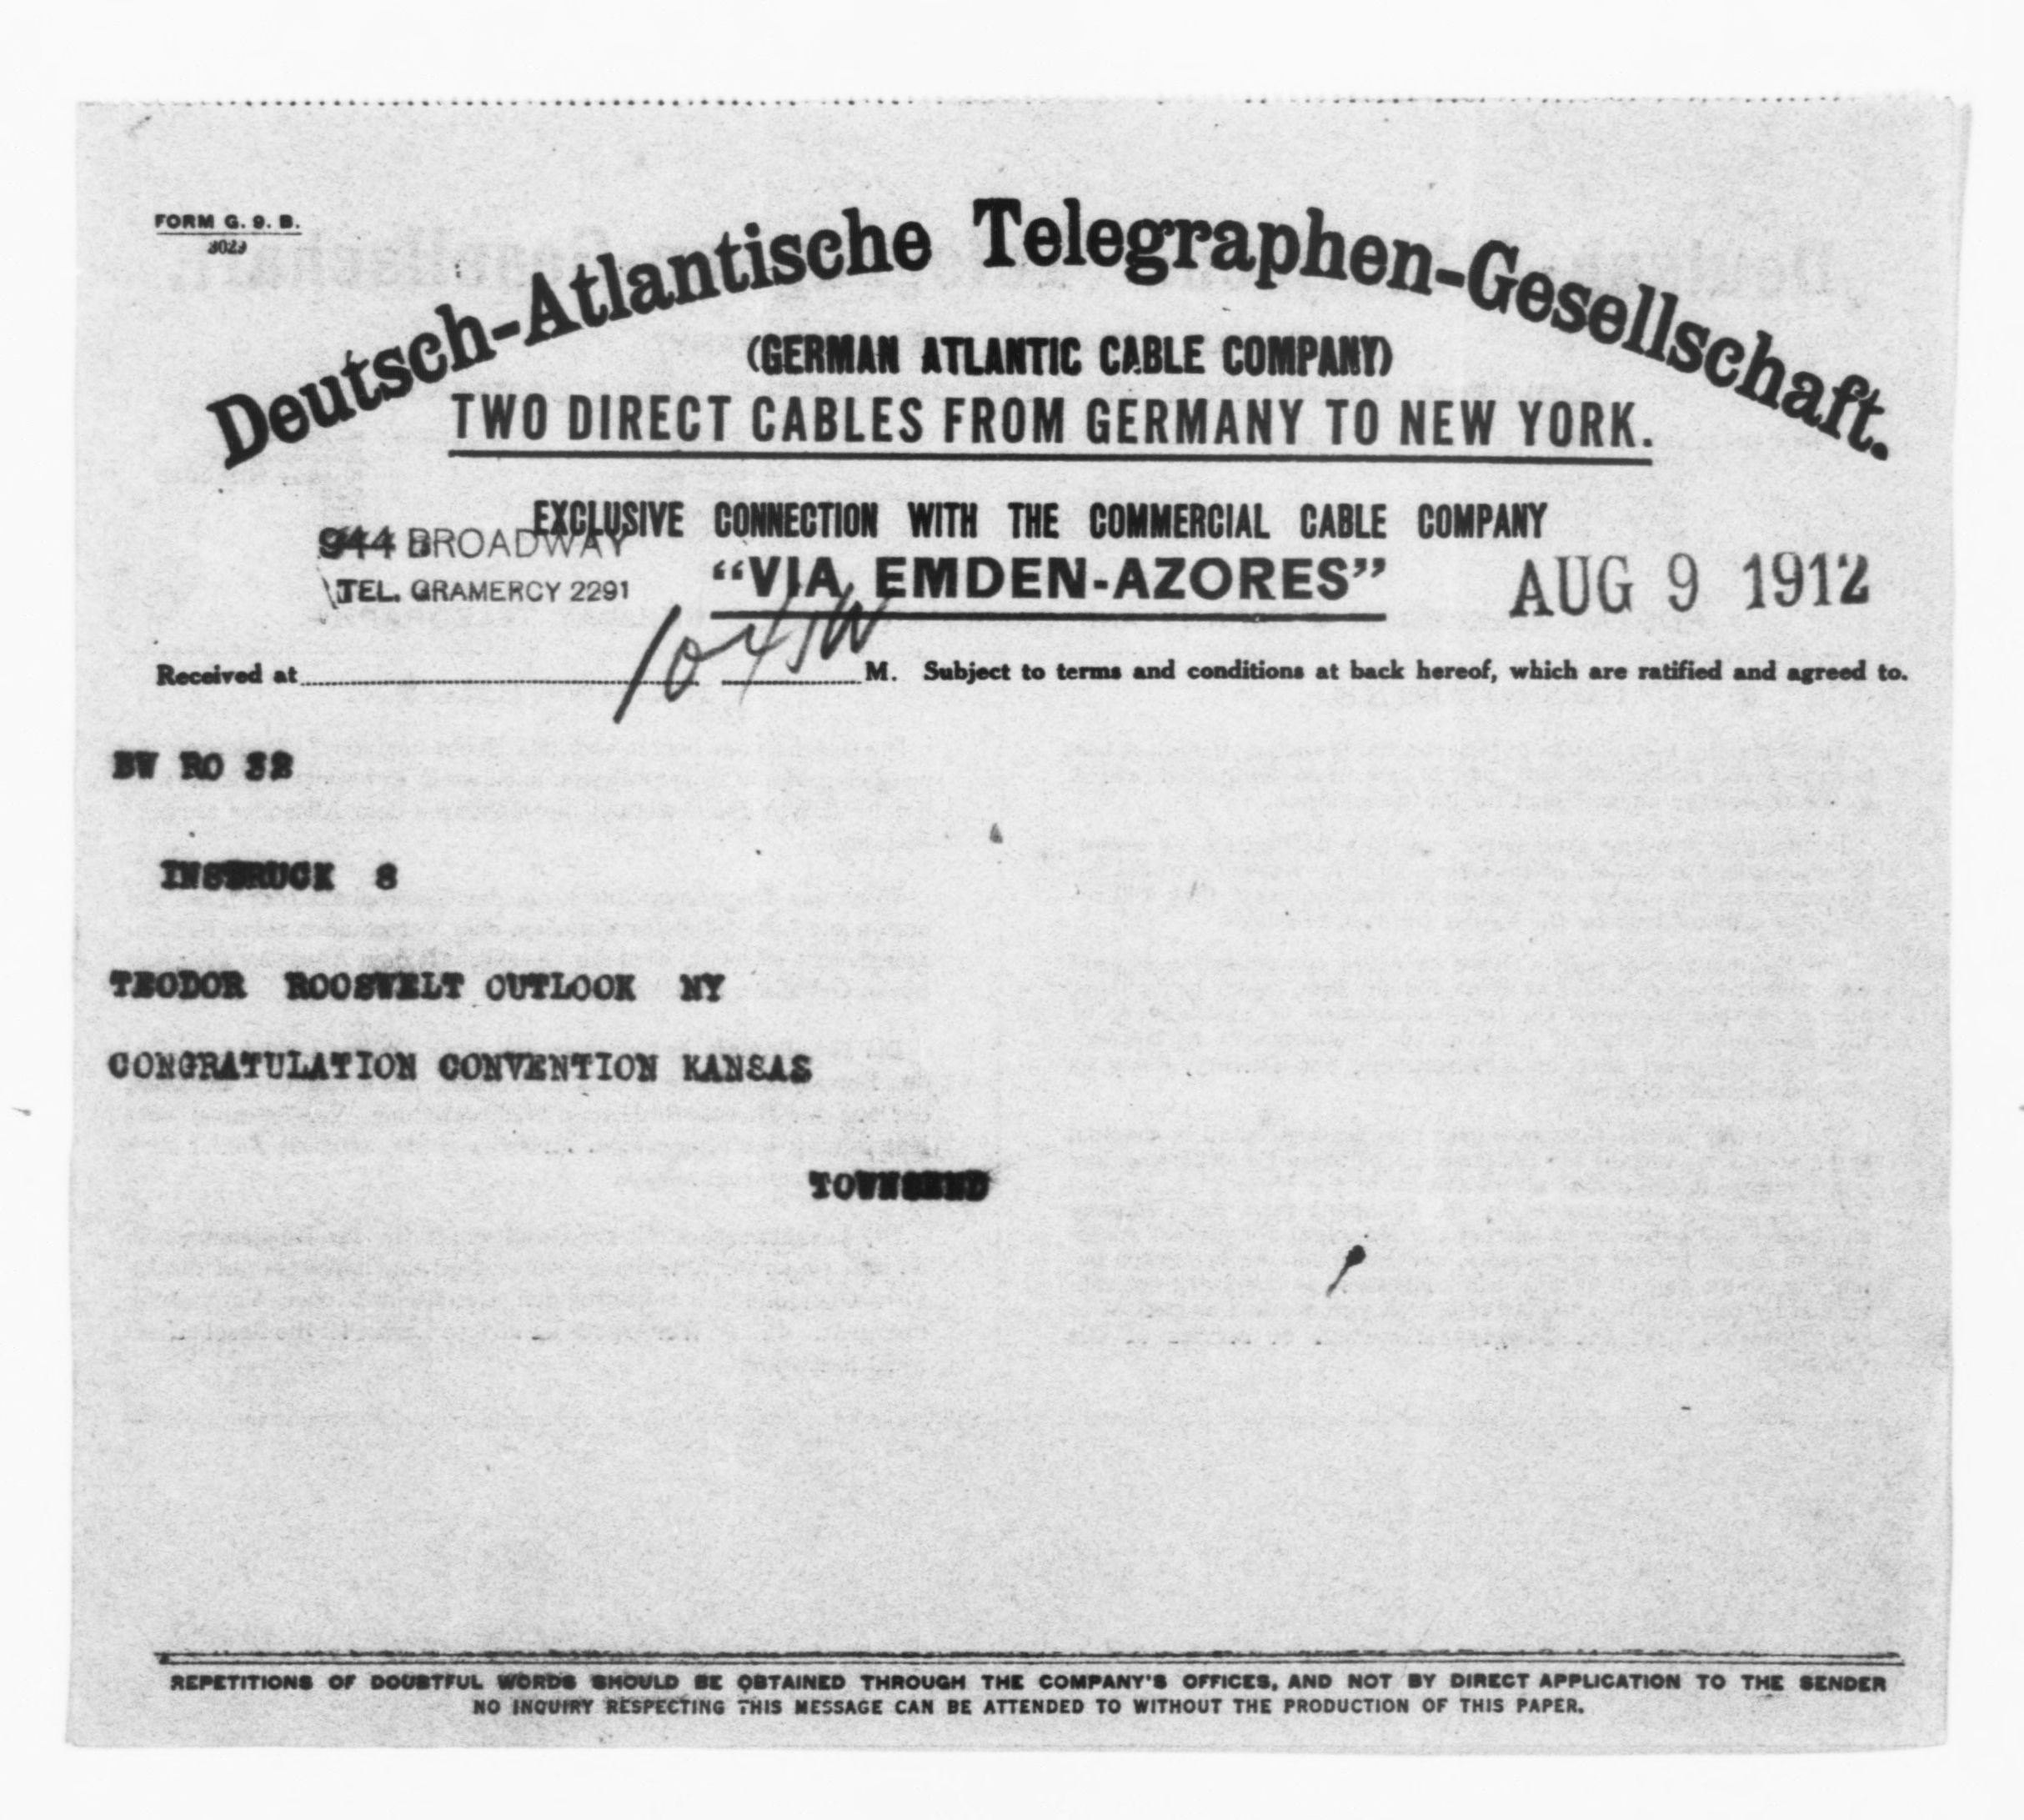 FORM G. 9. B.
Deutsch-Atlantische Telegraphen-Gesellschaft.
(GERMAN ATLANTIC CABLE COMPANY)
TWO DIRECT CABLES FROM GERMANY TO NEW YORK.
EXCLUSIVE CONNECTION WITH THE COMMERCIAL CABLE COMPANY
944 BROADWAY
TEL. GRAMERCY 2291
"VIA EMDEN-AZORES"
AUG 9 1912
Received at M. Subject to terms and conditions at back hereof, which are ratified and agreed to.
BW RO 32
INSBRUCK 8
TEODOR ROOSVELT OUTLOOK NY
CONGRATULATION CONVENTION KANSAS
TOWNSEND
REPETITIONS OF DOUBTFUL WORDS SHOULD BE OBTAINED THROUGH THE COMPANY'S OFFICES, AND NOT BY DIRECT APPLICATION TO THE SENDER
NO INQUIRY RESPECTING THIS MESSAGE CAN BE ATTENDED TO WITHOUT THE PRODUCTION OF THIS PAPER.